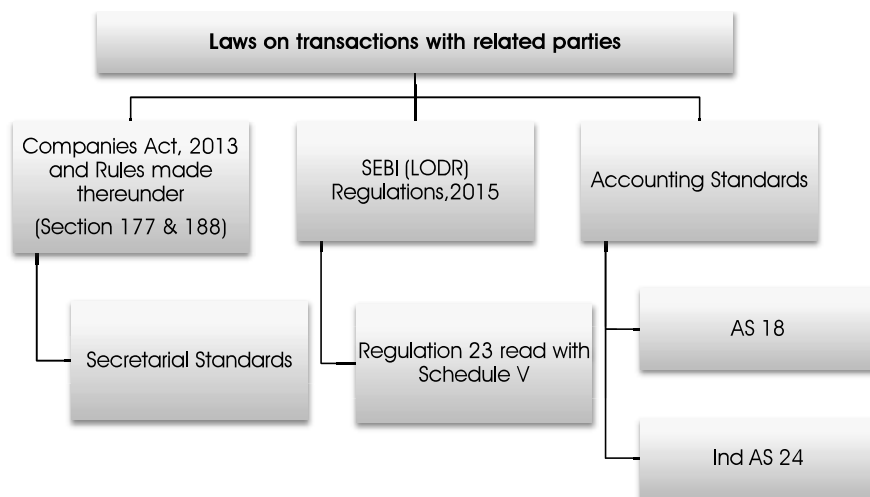 Laws on transactions with related parties
Companies Act, 2013
and Rules made
thereunder
(Section 177 & 188)
SEBI (LODR)
Regulations,2015
Accounting Standards
Secretarial Standards
Regulation 23 read with
Schedule V
AS 18
Ind AS 24